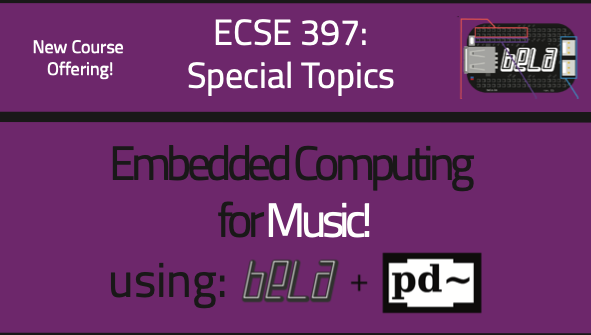 New Course
Offering!
ECSE 397:
Special Topics
bela
Embedded Computing
for Music!
using: bela + pd~